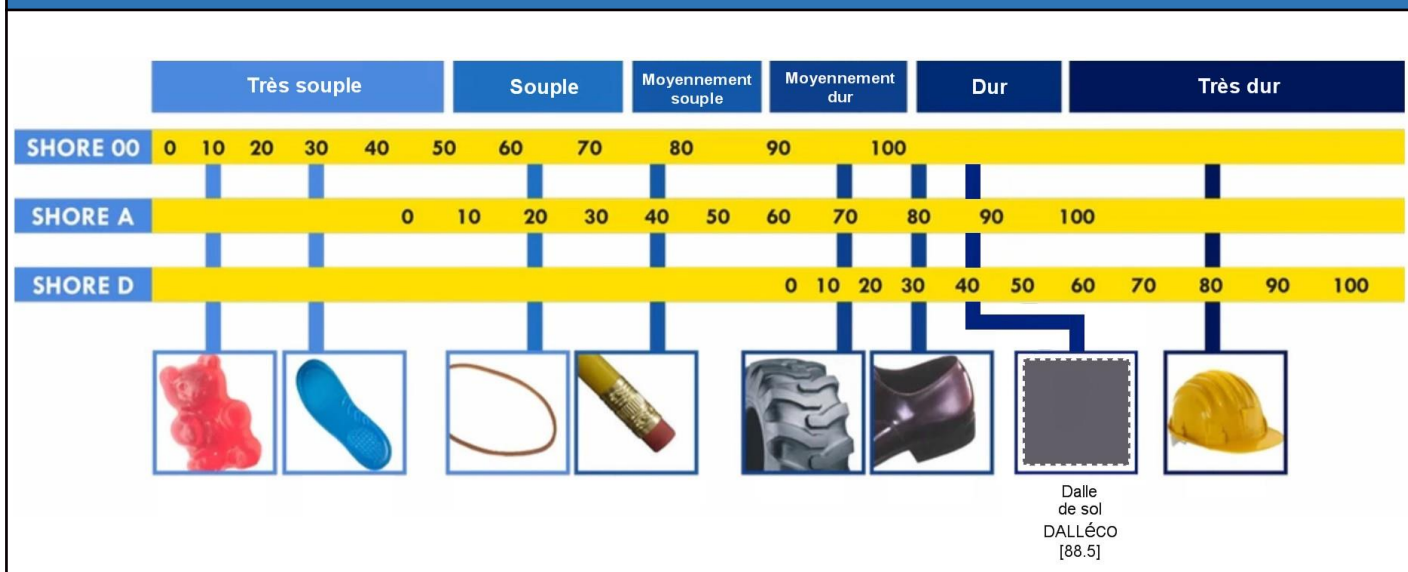 Très souple
Souple
Moyennement
souple
Moyennement
dur
Dur
Très dur
SHORE 00 0 10 20 30 40 50 60 70 80 90 100
SHORE A 0 10 20 30 40 50 60 70 80 90 100
SHORE D 0 10 20 30 40 50 60 70 80 90 100
Dalle
de sol
DALLéCO
[88.5]